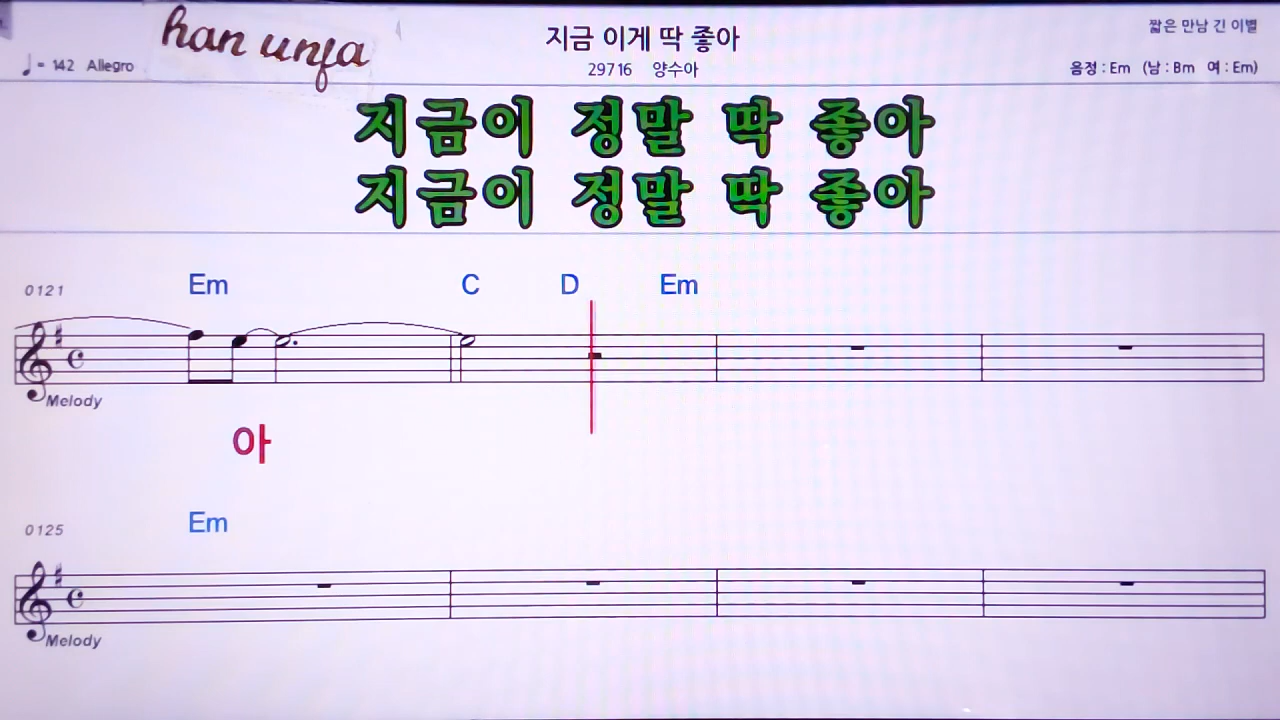 han unja
지금 이게 딱 좋아
짧은 만남 긴 이별
♩= 142 Allegro
29716 양수아
음정 : Em (남 : Bm 여 : Em)
지금이 정말 딱 좋아
지금이 정말 딱 좋아
0121 Em C D Em
Melody
아
0125 Em
Melody